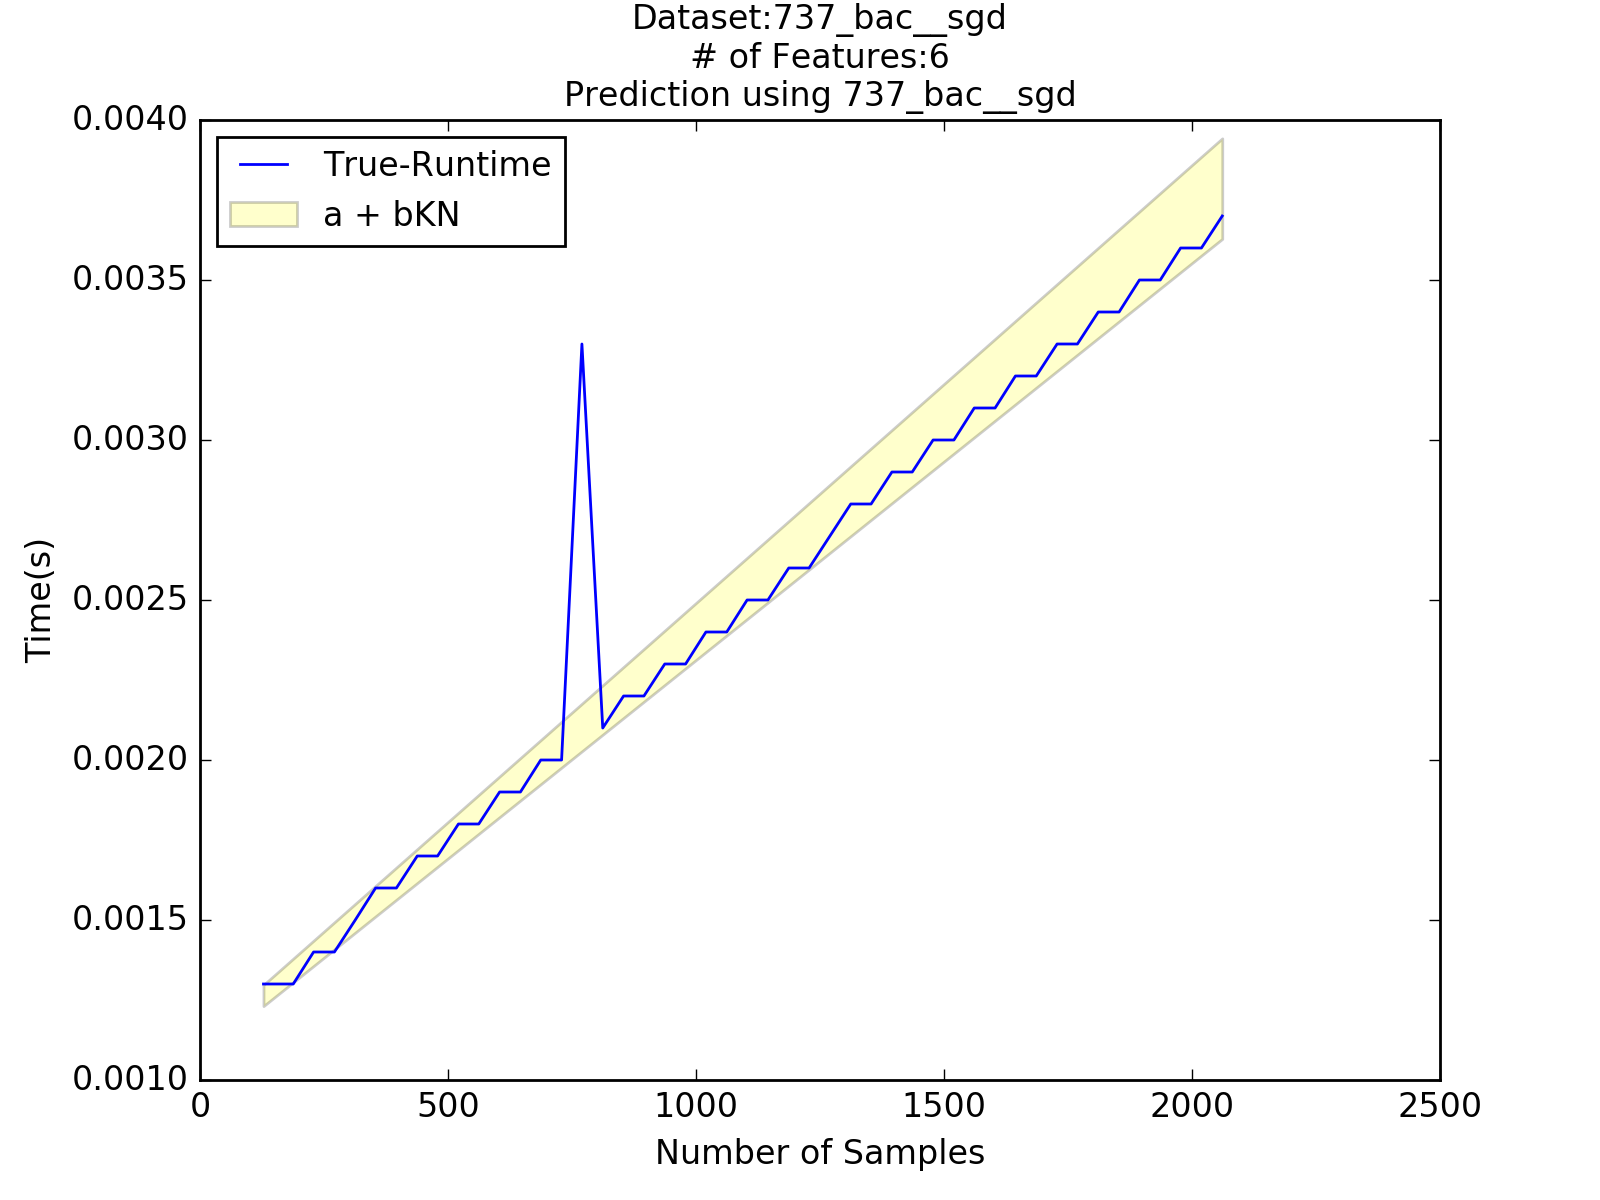 Dataset:737_bac__sgd
# of Features:6
Prediction using 737_bac__sgd
True-Runtime
a + bKN
Time(s)
0.0040
0.0035
0.0030
0.0025
0.0020
0.0015
0.0010
0 500 1000 1500 2000 2500
Number of Samples